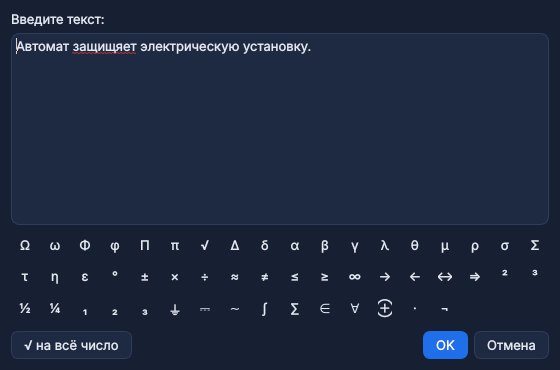 Введите текст:
Автомат защищяет электрическую установку.
Ω ω Φ φ Π π √ Δ δ α β γ λ θ μ ρ σ Σ
τ η ε ° ± × ÷ ≈ ≠ ≤ ≥ ∞ → ← ↔ ⇒ ² ³
½ ¼ ₁ ₂ ₃ ⏚ ⎓ ∼ ∫ ∑ ∈ ∀ ⊕ · ¬
√ на всё число
OK
Отмена